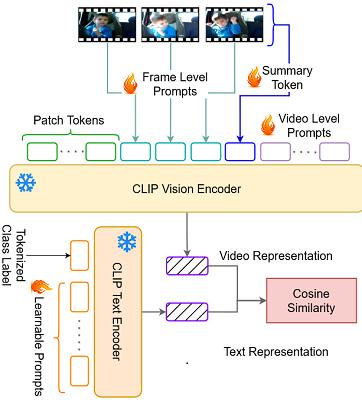 Frame Level
Prompts
Summary
Token
Patch Tokens
Video Level
Prompts
CLIP Vision Encoder
Tokenized
Class Label
Learnable Prompts
CLIP Text Encoder
Video Representation
Cosine
Similarity
Text Representation